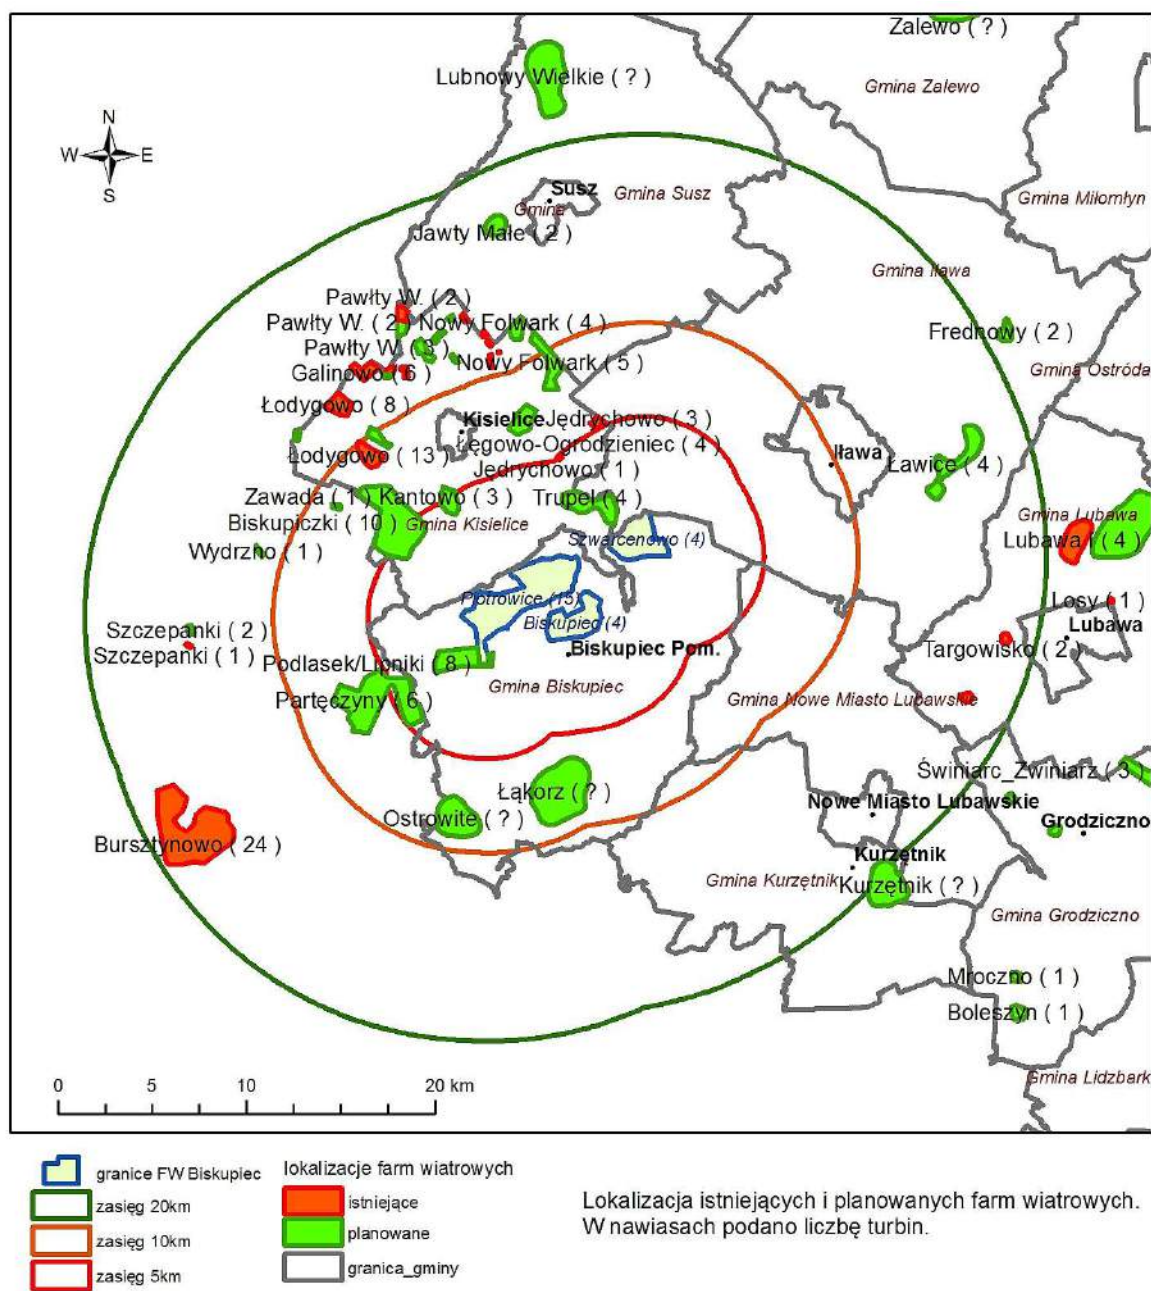 Zalewo ( ? )
Lubnowy Wielkie ( ? )
Gmina Zalewo
N
W E
S
Susz
Gmina Susz
Gmina
Gmina Miłomłyn
Jawty Małe ( 2 )
Gmina Iława
Pawłty W. ( 2 )
Pawłty W. ( 2 )
Nowy Folwark ( 4 )
Frednowy ( 2 )
Pawłty W. ( 3 )
Nowy Folwark ( 5 )
Galinowo ( 6 )
Gmina Ostróda
Łodygowo ( 8 )
Kisielice
Jędrychowo ( 3 )
Łęgowo-Ogrodzieniec ( 4 )
Iława
Łodygowo ( 13 )
Jędrychowo ( 1 )
Ławice ( 4 )
Zawada ( 1 )
Kantowo ( 3 )
Trupel ( 4 )
Biskupiczki ( 10 )
Gmina Kisielice
Gmina Lubawa
Szwarcenowo (4)
Lubawa I ( 4 )
Wydrzno ( 1 )
Piotrowice (15)
Losy ( 1 )
Biskupiec (4)
Lubawa
Szczepanki ( 2 )
Szczepanki ( 1 )
Biskupiec Pom.
Targowisko ( 2 )
Podlasek/Lipniki ( 8 )
Gmina Biskupiec
Gmina Nowe Miasto Lubawskie
Partęczyny ( 6 )
Świniarc_Zwiniarz ( 3 )
Łąkorz ( ? )
Nowe Miasto Lubawskie
Ostrowite ( ? )
Grodziczno
Bursztynowo ( 24 )
Kurzętnik
Gmina Kurzętnik
Kurzętnik ( ? )
Gmina Grodziczno
Mroczno ( 1 )
Boleszyn ( 1 )
Gmina Lidzbark
0 5 10 20 km
granice FW Biskupiec
zasięg 20km
zasięg 10km
zasięg 5km
lokalizacje farm wiatrowych
istniejące
planowane
granica_gminy
Lokalizacja istniejących i planowanych farm wiatrowych.
W nawiasach podano liczbę turbin.